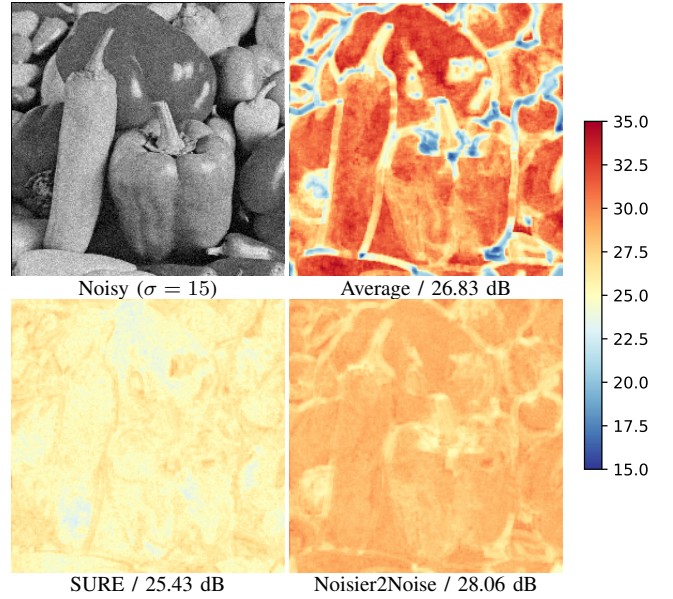 Noisy (σ = 15)
Average / 26.83 dB
SURE / 25.43 dB
Noisier2Noise / 28.06 dB
35.0
32.5
30.0
27.5
25.0
22.5
20.0
17.5
15.0